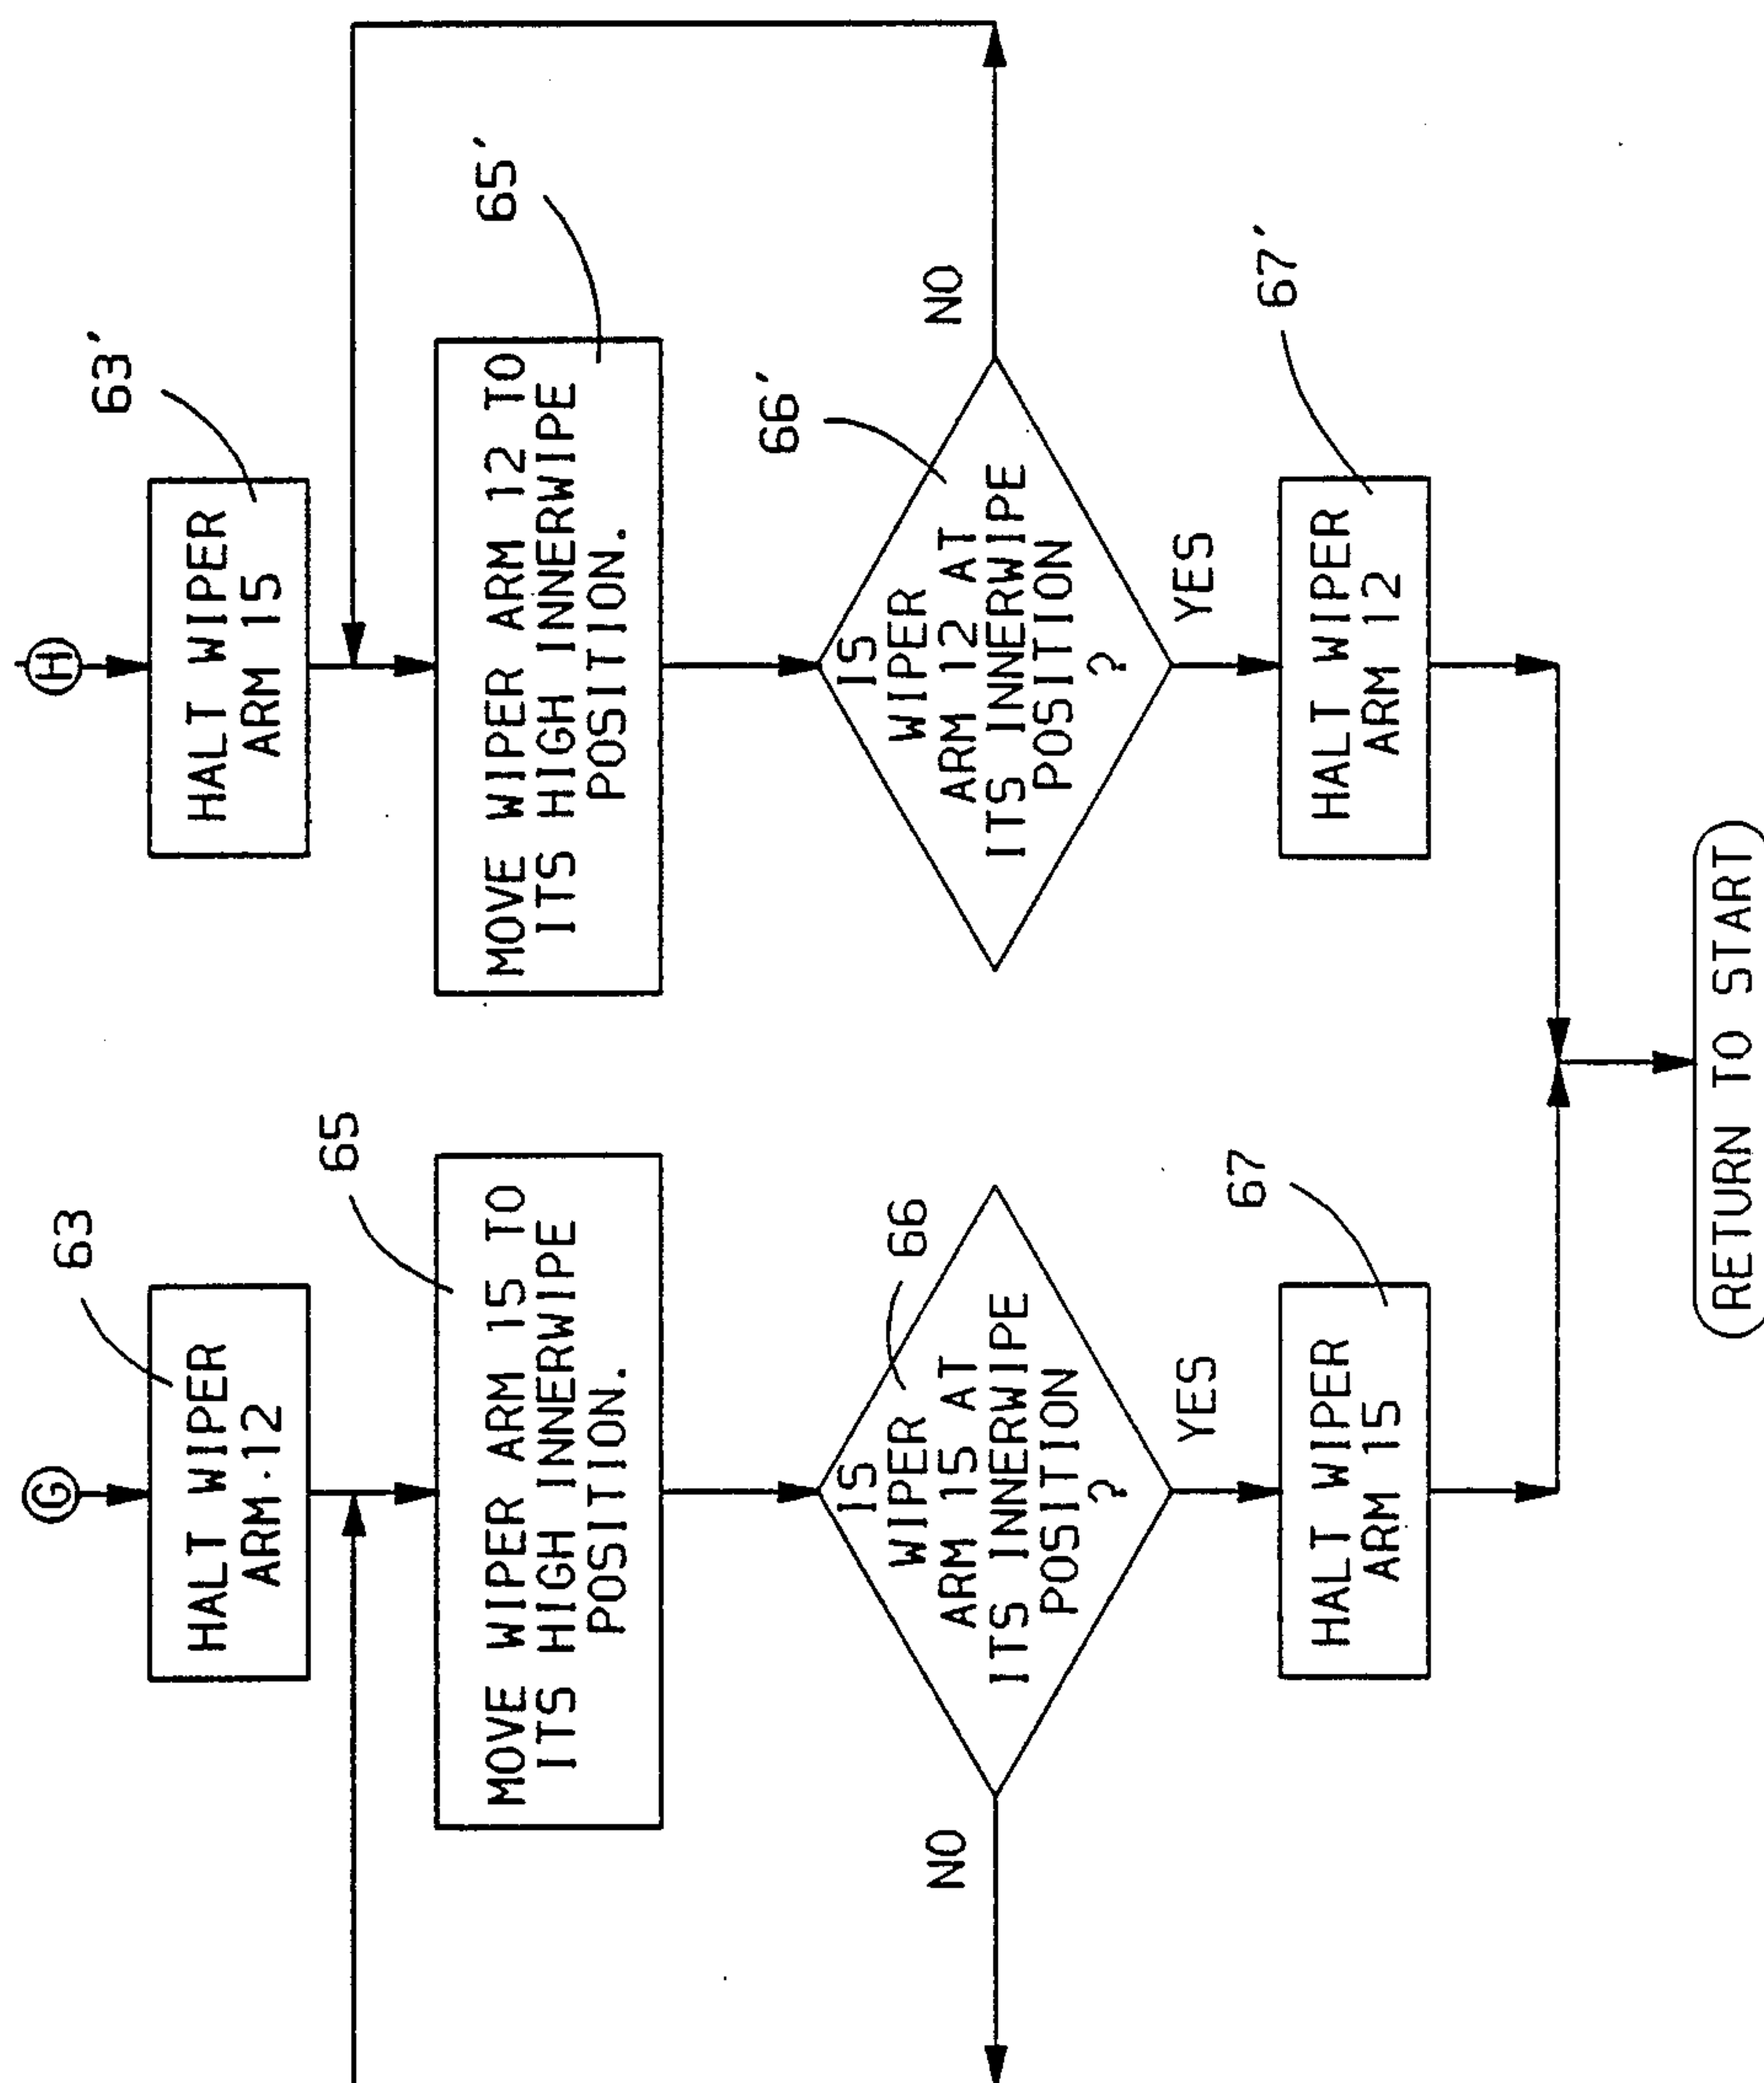 G
63
HALT WIPER
ARM 12
65
MOVE WIPER ARM 15 TO
ITS HIGH INNERWIPE
POSITION.
66
IS
WIPER
ARM 15 AT
ITS INNERWIPE
POSITION
?
NO
YES
67
HALT WIPER
ARM 15
H
63'
HALT WIPER
ARM 15
65'
MOVE WIPER ARM 12 TO
ITS HIGH INNERWIPE
POSITION.
66'
IS
WIPER
ARM 12 AT
ITS INNERWIPE
POSITION
?
NO
YES
67'
HALT WIPER
ARM 12
RETURN TO START